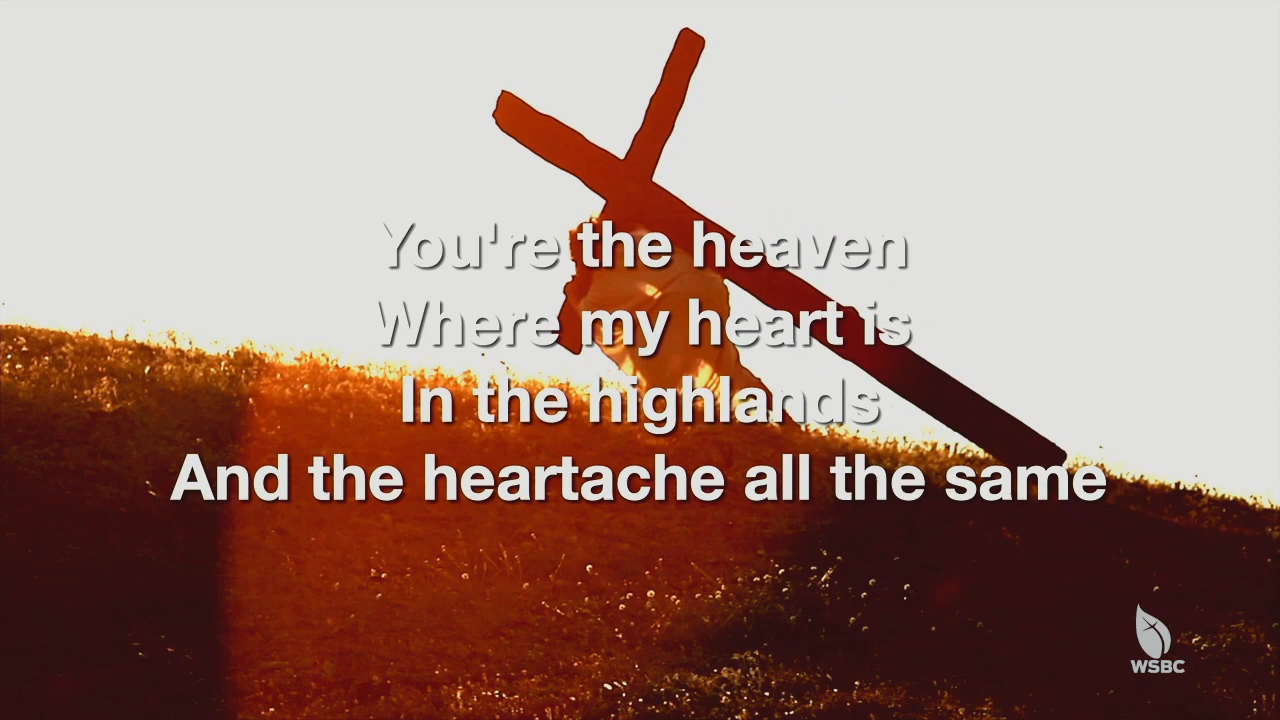 You're the heaven
Where my heart is
In the highlands
And the heartache all the same
WSBC